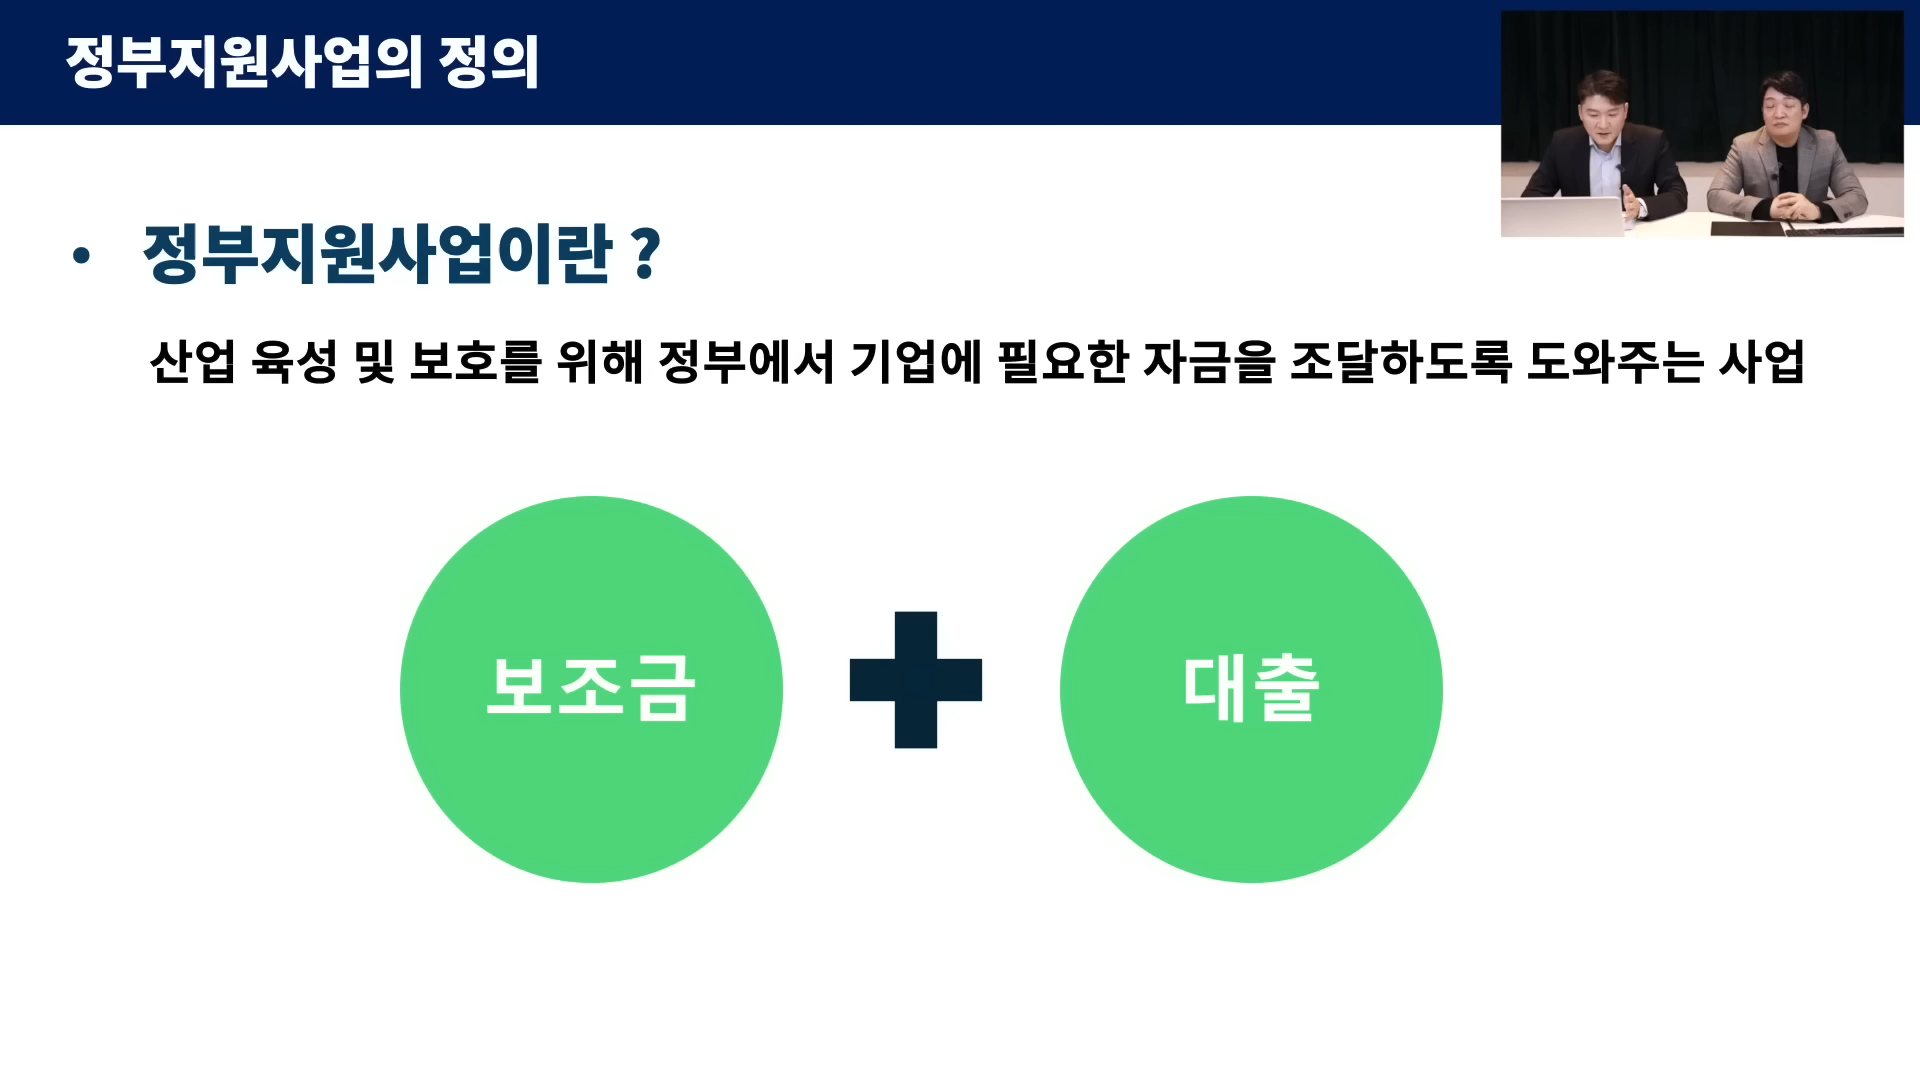 정부지원사업의 정의
• 정부지원사업이란 ?
산업 육성 및 보호를 위해 정부에서 기업에 필요한 자금을 조달하도록 도와주는 사업
보조금
대출